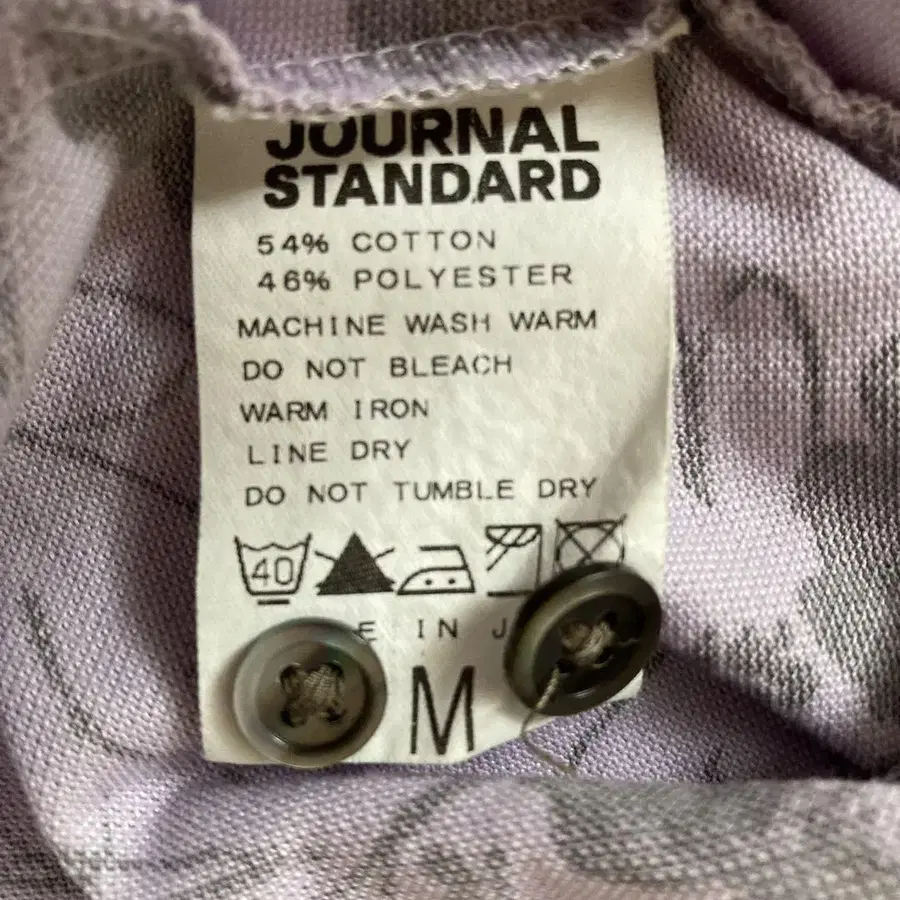 JOURNAL
STANDARD
54% COTTON
46% POLYESTER
MACHINE WASH WARM
DO NOT BLEACH
WARM IRON
LINE DRY
DO NOT TUMBLE DRY
40
IN
M